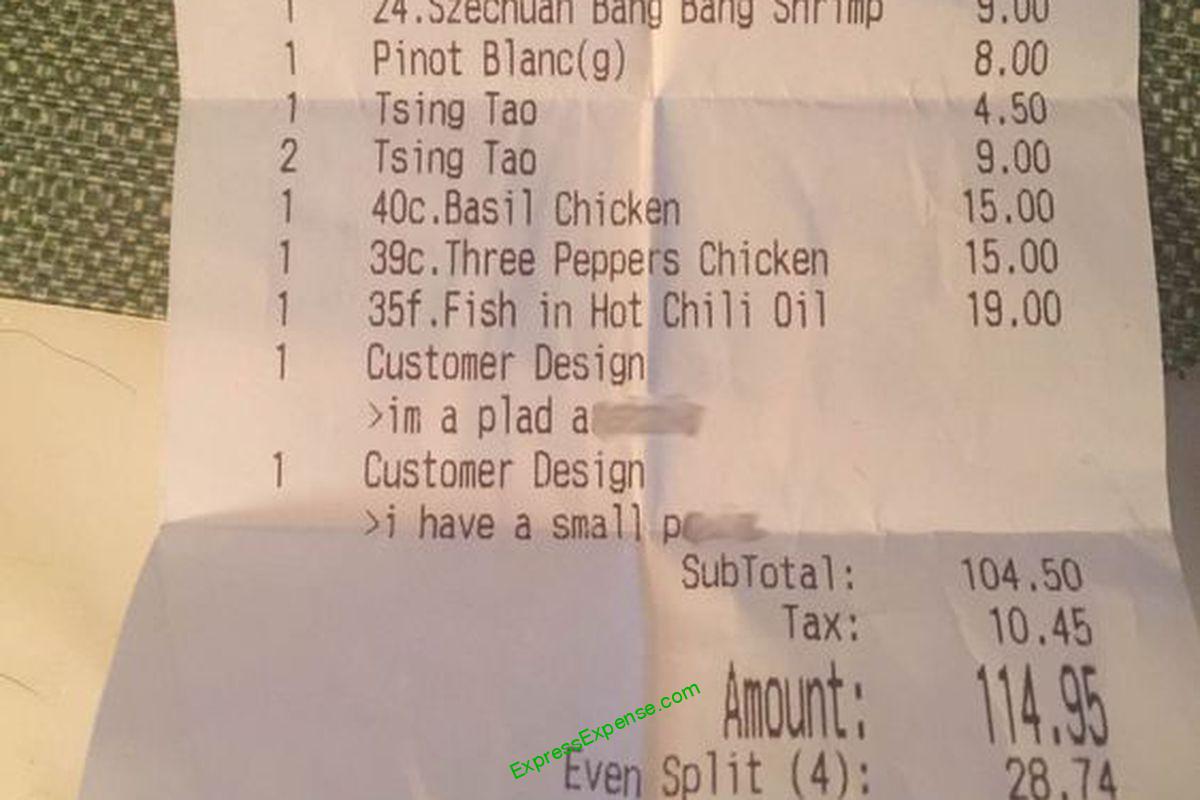 1 24.Szechuan Bang Bang Shrimp 9.00
1 Pinot Blanc(g) 8.00
1 Tsing Tao 4.50
2 Tsing Tao 9.00
1 40c.Basil Chicken 15.00
1 39c.Three Peppers Chicken 15.00
1 35f.Fish in Hot Chili Oil 19.00
1 Customer Design
>im a plad a
1 Customer Design
>i have a small p
SubTotal: 104.50
Tax: 10.45
Amount: 114.95
ExpressExpense.com
Even Split (4): 28.74